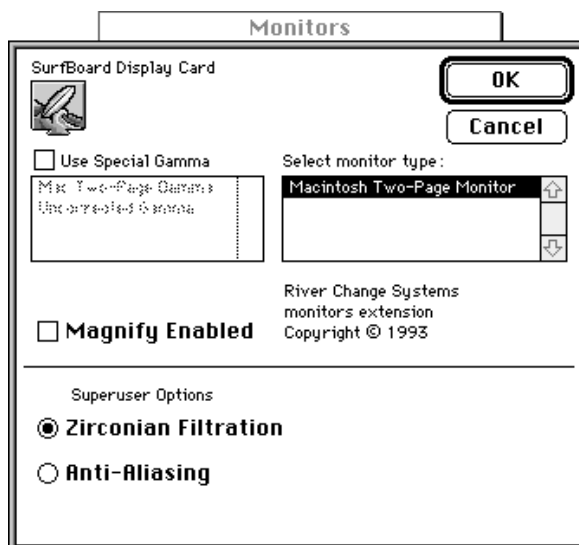 Monitors
SurfBoard Display Card
OK
Cancel
Use Special Gamma
Select monitor type:
Mac Two-Page Gamma
Uncorrected Gamma
Macintosh Two-Page Monitor
River Change Systems
monitors extension
Copyright © 1993
Magnify Enabled
Superuser Options
Zirconian Filtration
Anti-Aliasing